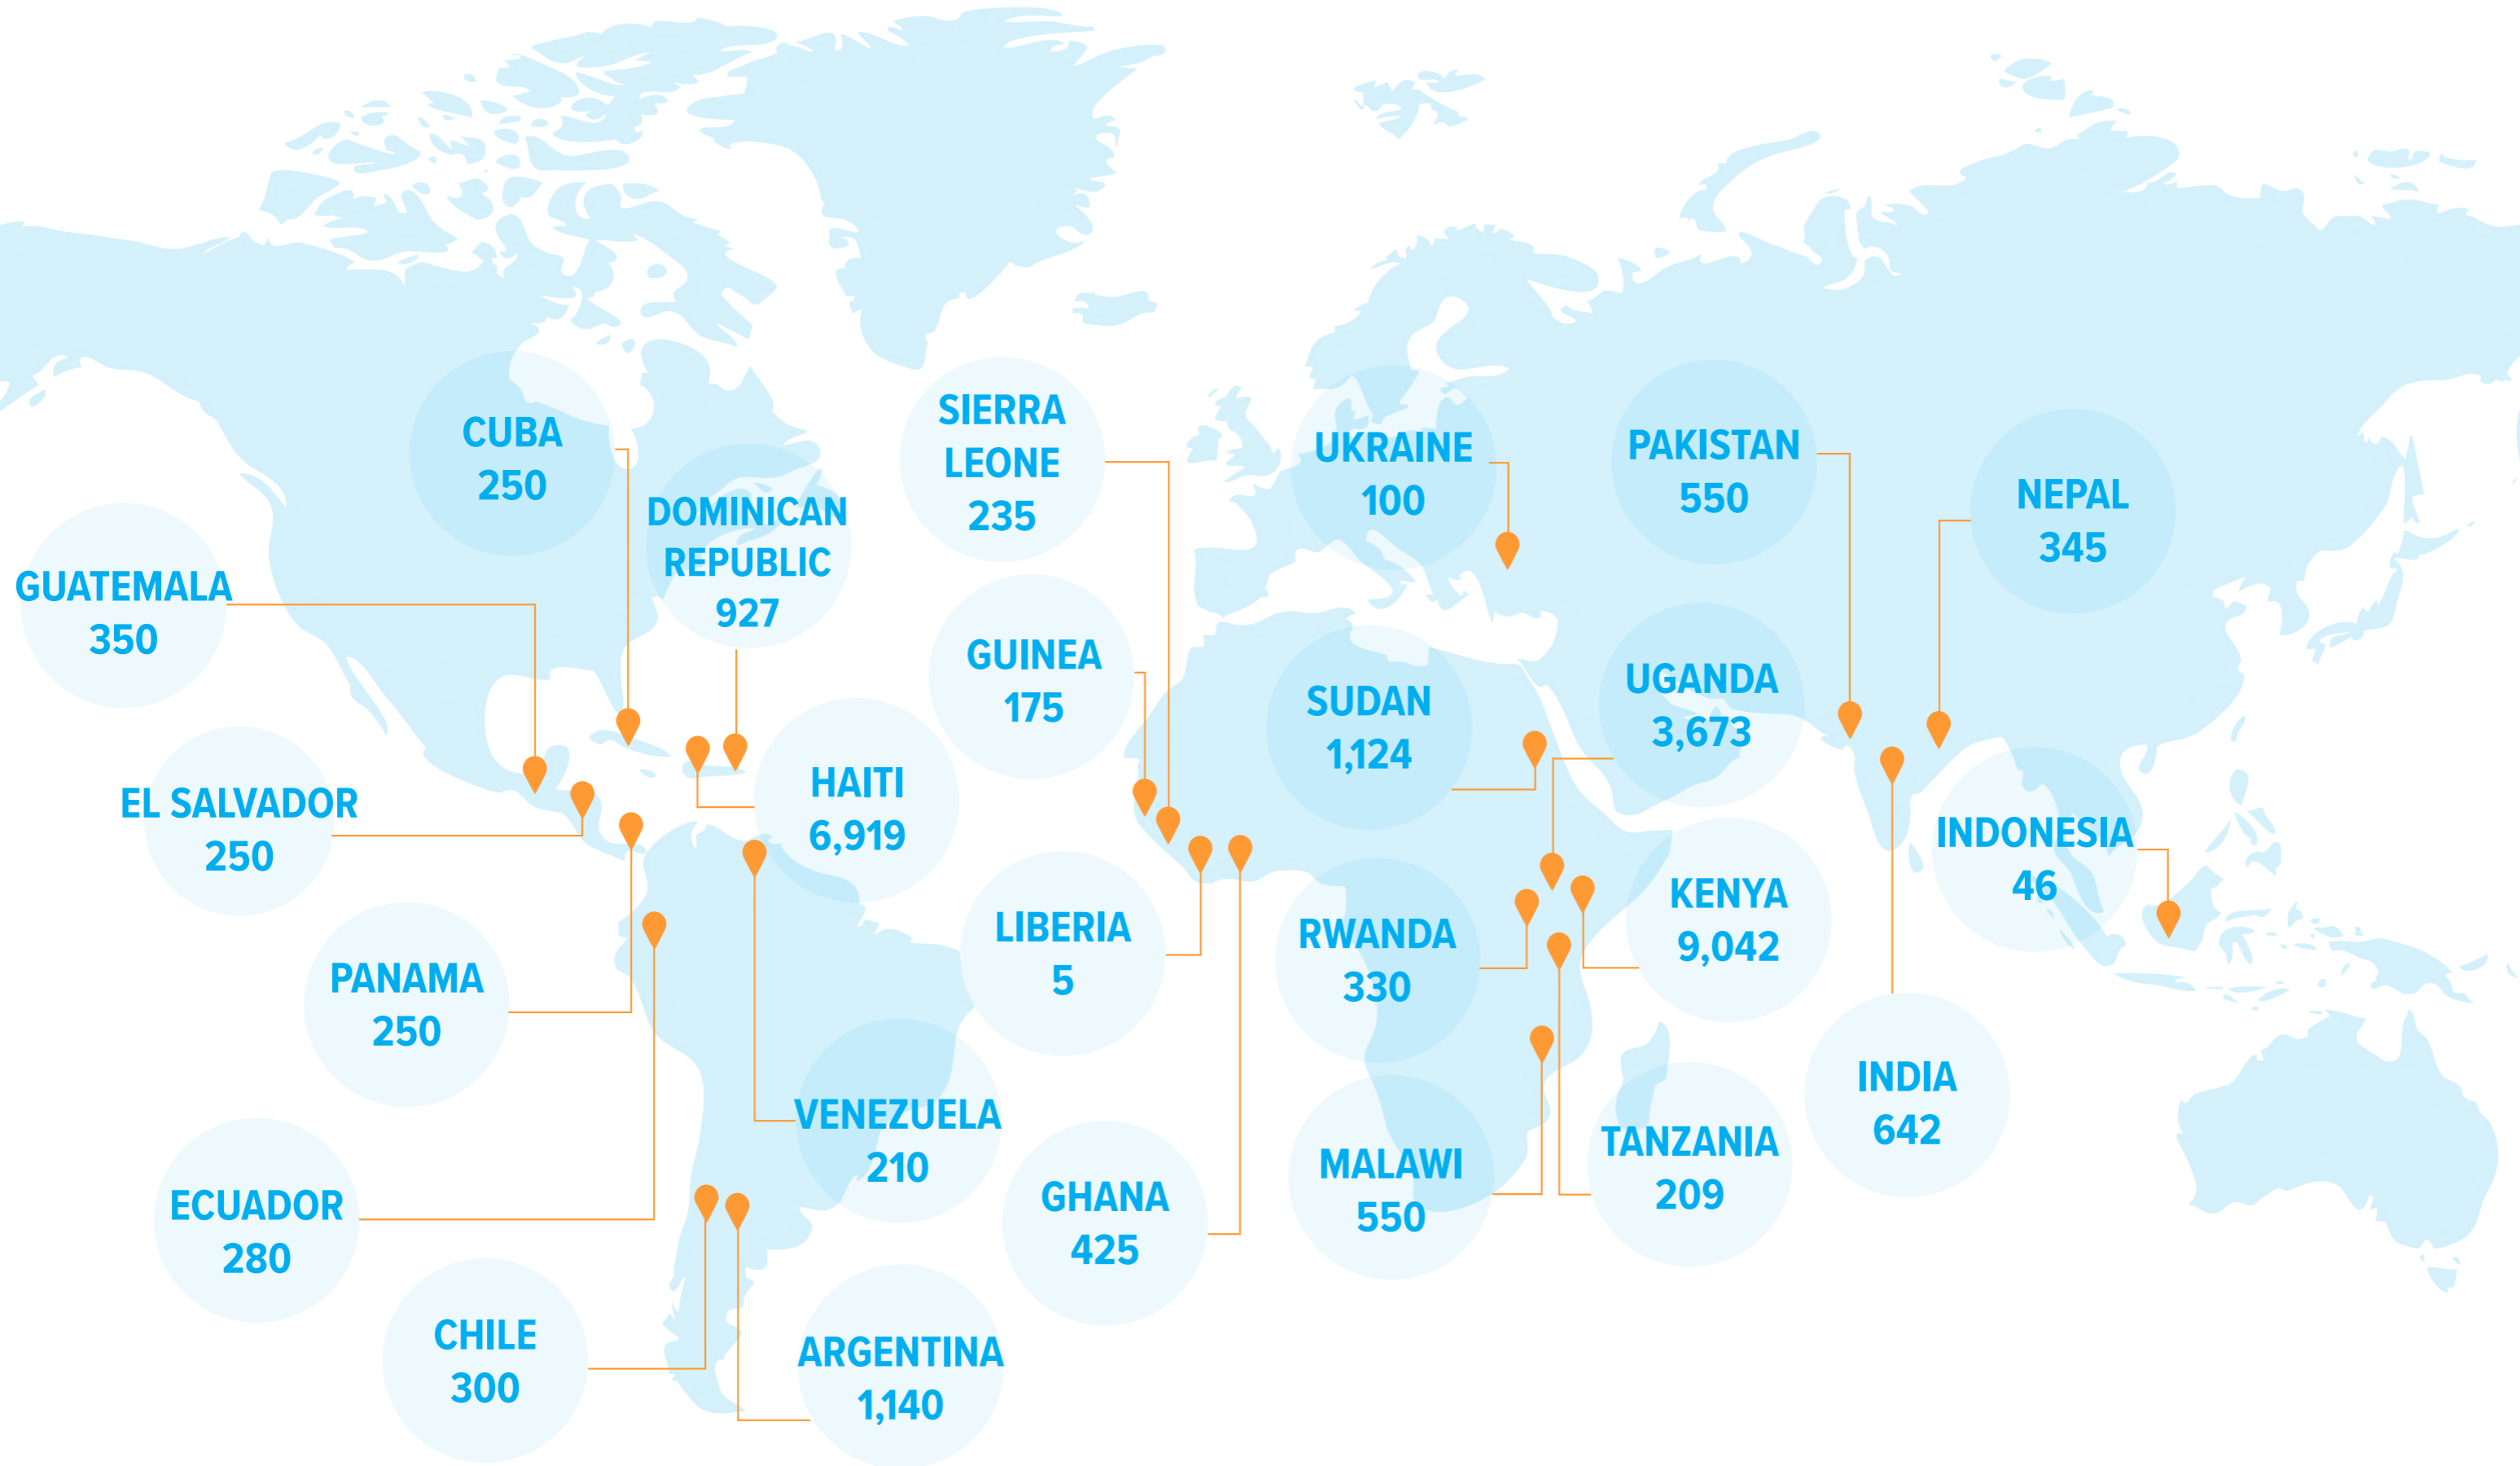 CUBA
250
DOMINICAN
REPUBLIC
927
SIERRA
LEONE
235
UKRAINE
100
PAKISTAN
550
NEPAL
345
GUATEMALA
350
GUINEA
175
SUDAN
1,124
UGANDA
3,673
EL SALVADOR
250
HAITI
6,919
INDONESIA
46
PANAMA
250
LIBERIA
5
RWANDA
330
KENYA
9,042
VENEZUELA
210
INDIA
642
ECUADOR
280
GHANA
425
MALAWI
550
TANZANIA
209
CHILE
300
ARGENTINA
1,140